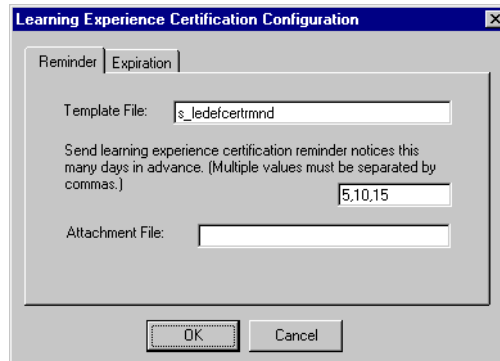 Learning Experience Certification Configuration
Reminder
Expiration
Template File:
s_ledefcertrmnd
Send learning experience certification reminder notices this
many days in advance. (Multiple values must be separated by
commas.)
5,10,15
Attachment File:
OK
Cancel